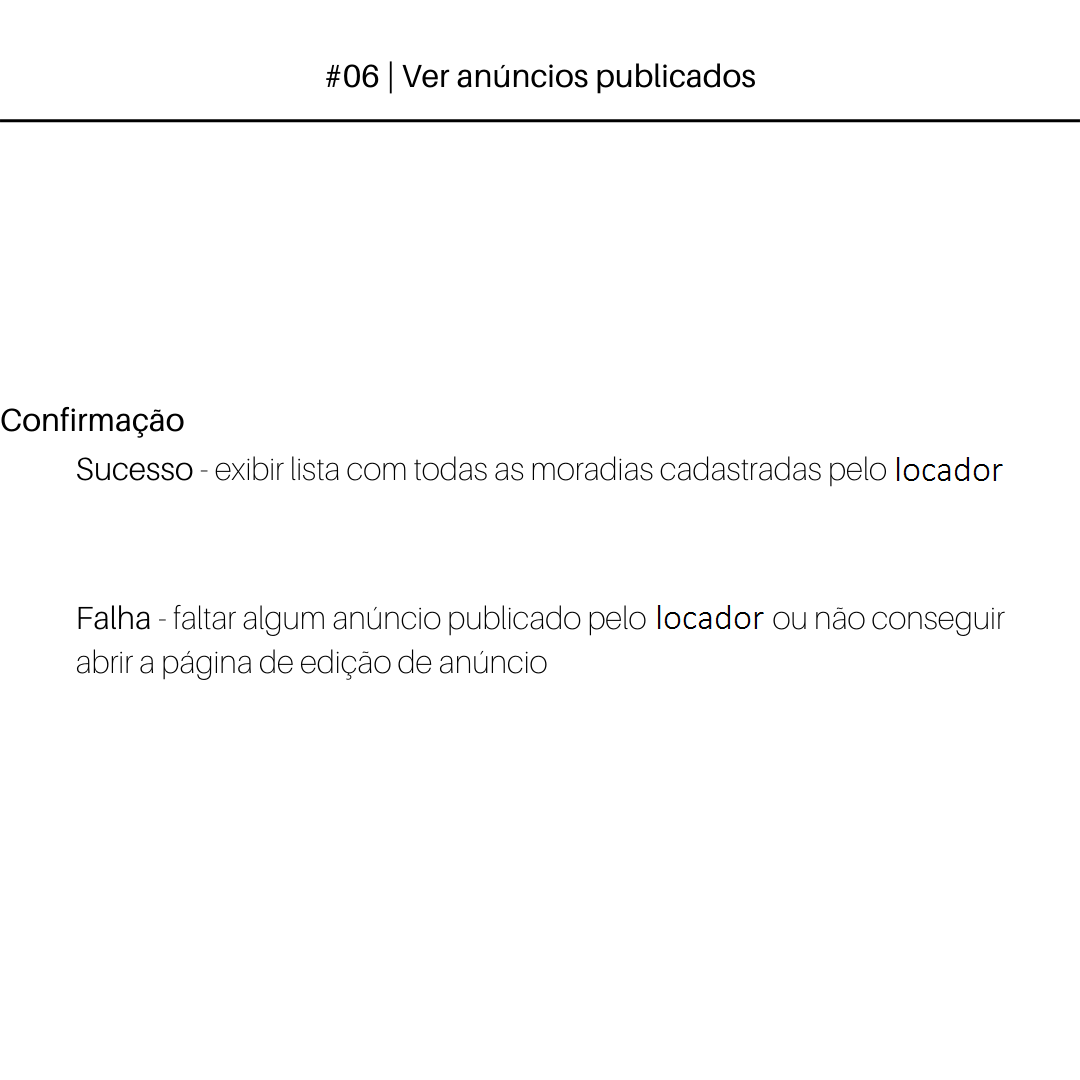 #06 | Ver anúncios publicados
Confirmação
Sucesso - exibir lista com todas as moradias cadastradas pelo locador
Falha - faltar algum anúncio publicado pelo locador ou não conseguir
abrir a página de edição de anúncio